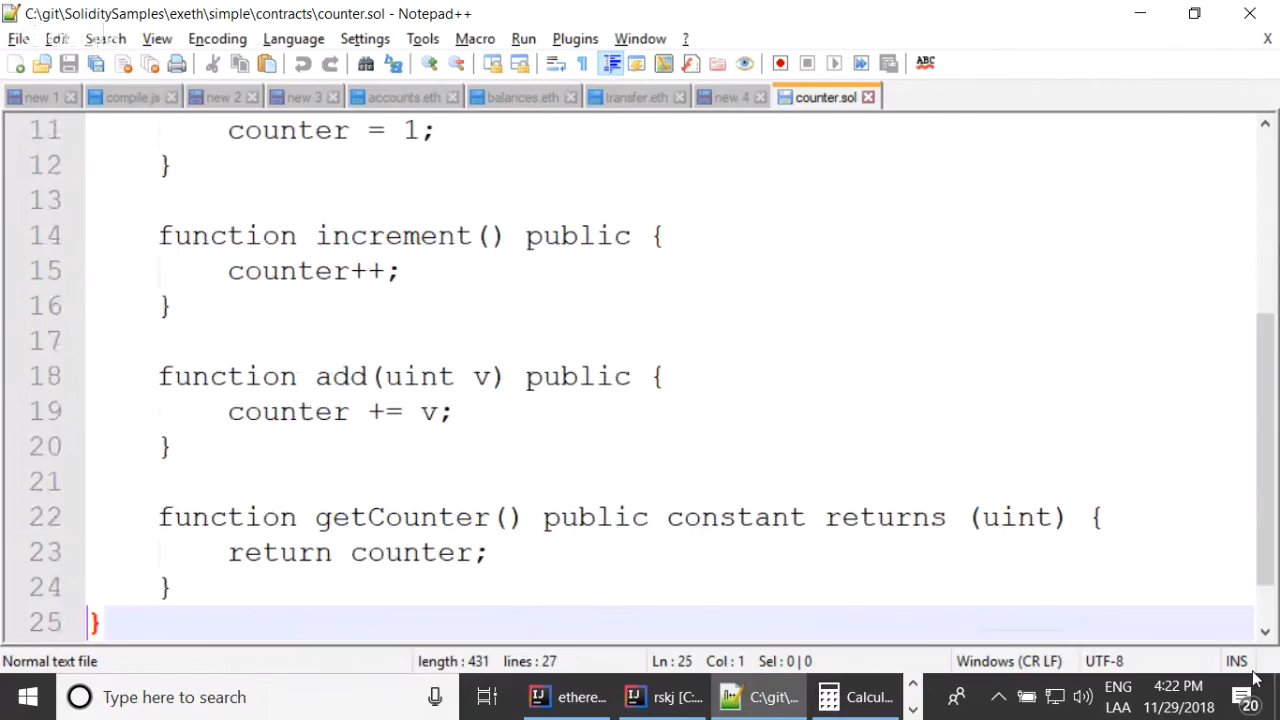 C:\git\SoliditySamples\exeth\simple\contracts\counter.sol - Notepad++
File Edit Search View Encoding Language Settings Tools Macro Run Plugins Window ? X
ABC
new 1 compile.js new 2 new 3 accounts.eth balances.eth transfer.eth new 4 counter.sol
11 counter = 1;
12 }
13
14 function increment() public {
15 counter++;
16 }
17
18 function add(uint v) public {
19 counter += v;
20 }
21
22 function getCounter() public constant returns (uint) {
23 return counter;
24 }
25 }
Normal text file length : 431 lines : 27 Ln : 25 Col : 1 Sel : 0 | 0 Windows (CR LF) UTF-8 INS
Type here to search ethere... rskj [C:... C:\git\... Calcul... ENG 4:22 PM
LAA 11/29/2018 20